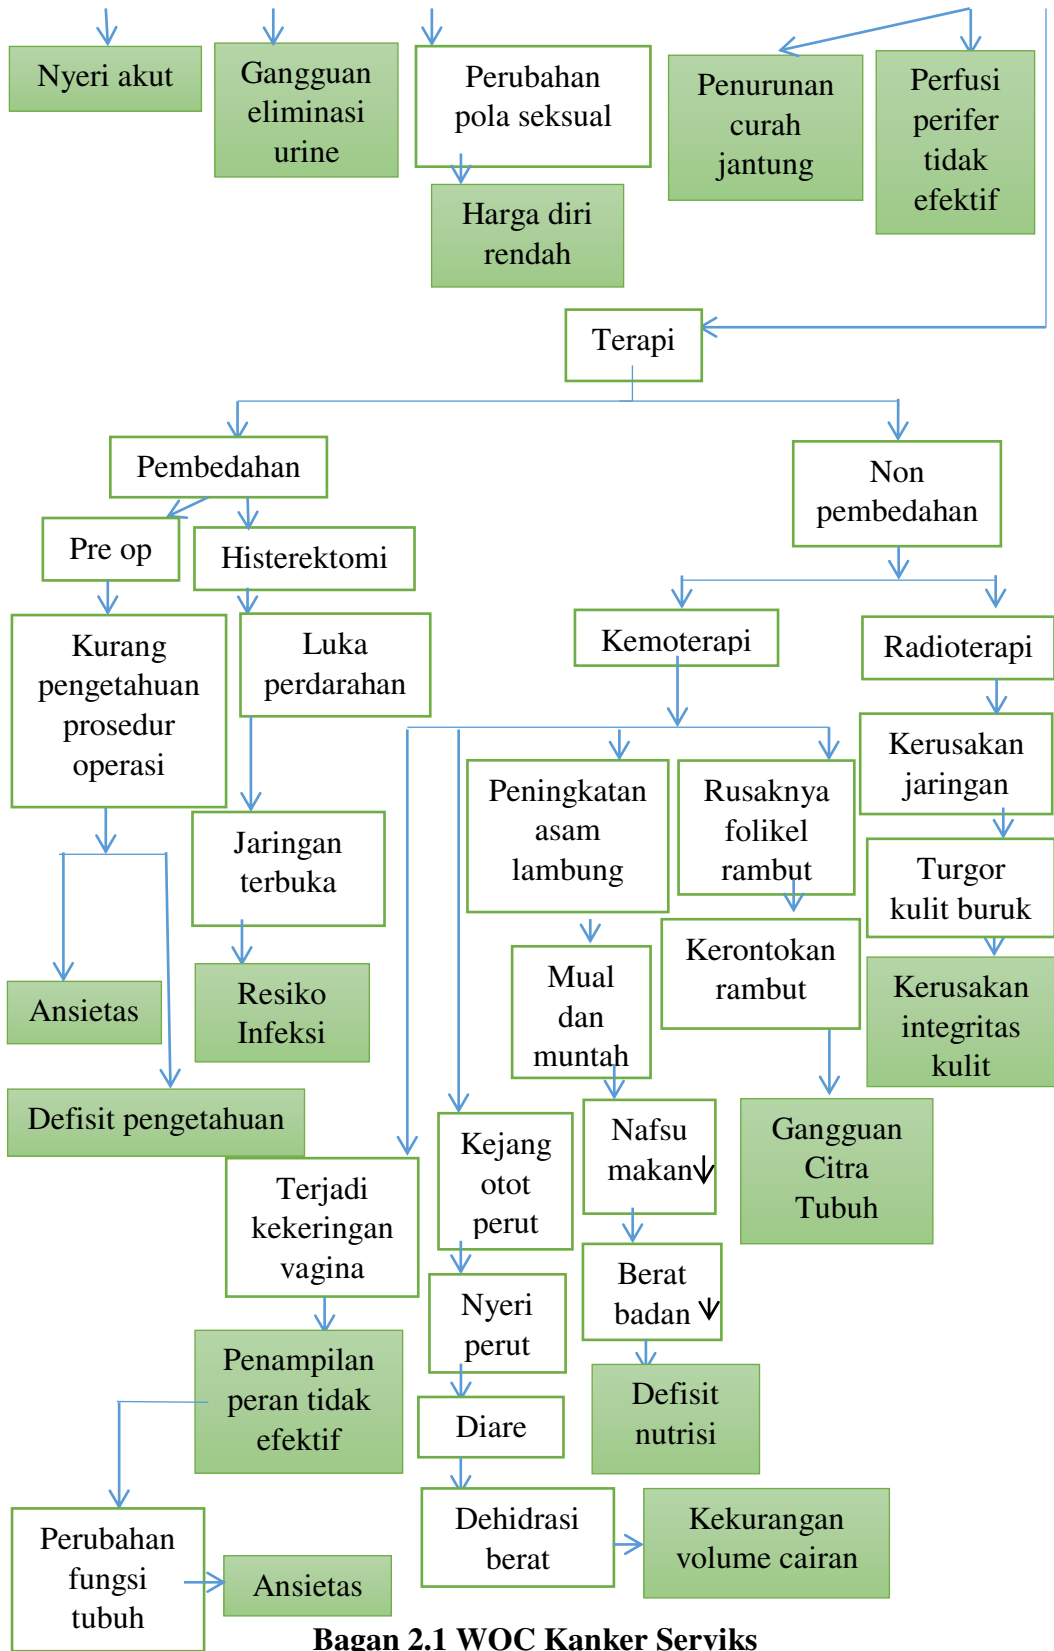 Nyeri akut
Gangguan
eliminasi
urine
Perubahan
pola seksual
Penurunan
curah
jantung
Perfusi
perifer
tidak
efektif
Harga diri
rendah
Terapi
Pembedahan
Non
pembedahan
Pre op
Histerektomi
Kemoterapi
Radioterapi
Kurang
pengetahuan
prosedur
operasi
Luka
perdarahan
Kerusakan
jaringan
Peningkatan
asam
lambung
Rusaknya
folikel
rambut
Jaringan
terbuka
Turgor
kulit buruk
Mual
dan
muntah
Kerontokan
rambut
Ansietas
Resiko
Infeksi
Kerusakan
integritas
kulit
Defisit pengetahuan
Kejang
otot
perut
Nafsu
makan↓
Gangguan
Citra
Tubuh
Terjadi
kekeringan
vagina
Nyeri
perut
Berat
badan↓
Penampilan
peran tidak
efektif
Diare
Defisit
nutrisi
Dehidrasi
berat
Kekurangan
volume cairan
Perubahan
fungsi
tubuh
Ansietas
Bagan 2.1 WOC Kanker Serviks